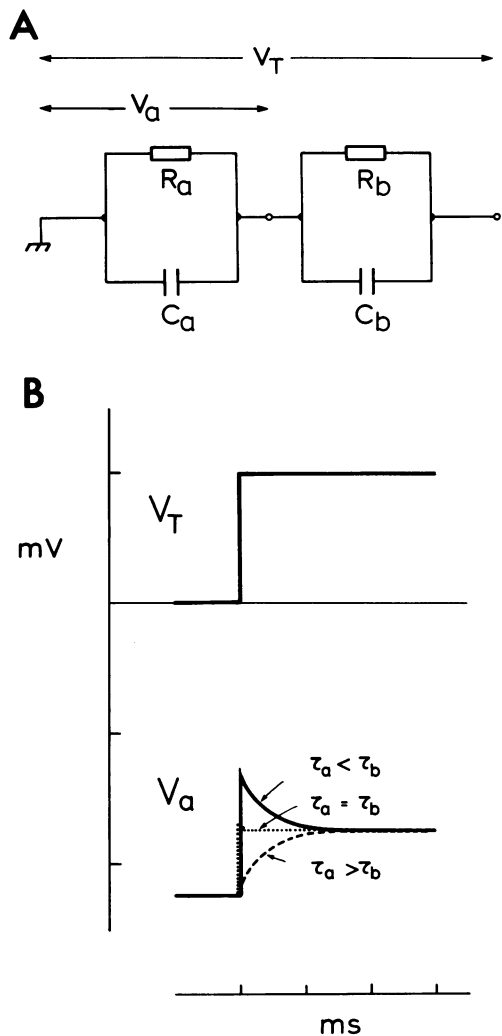 A
V_T
V_a
R_a R_b
C_a C_b
B
V_T
mV
τ_a < τ_b
V_a
τ_a = τ_b
τ_a > τ_b
ms